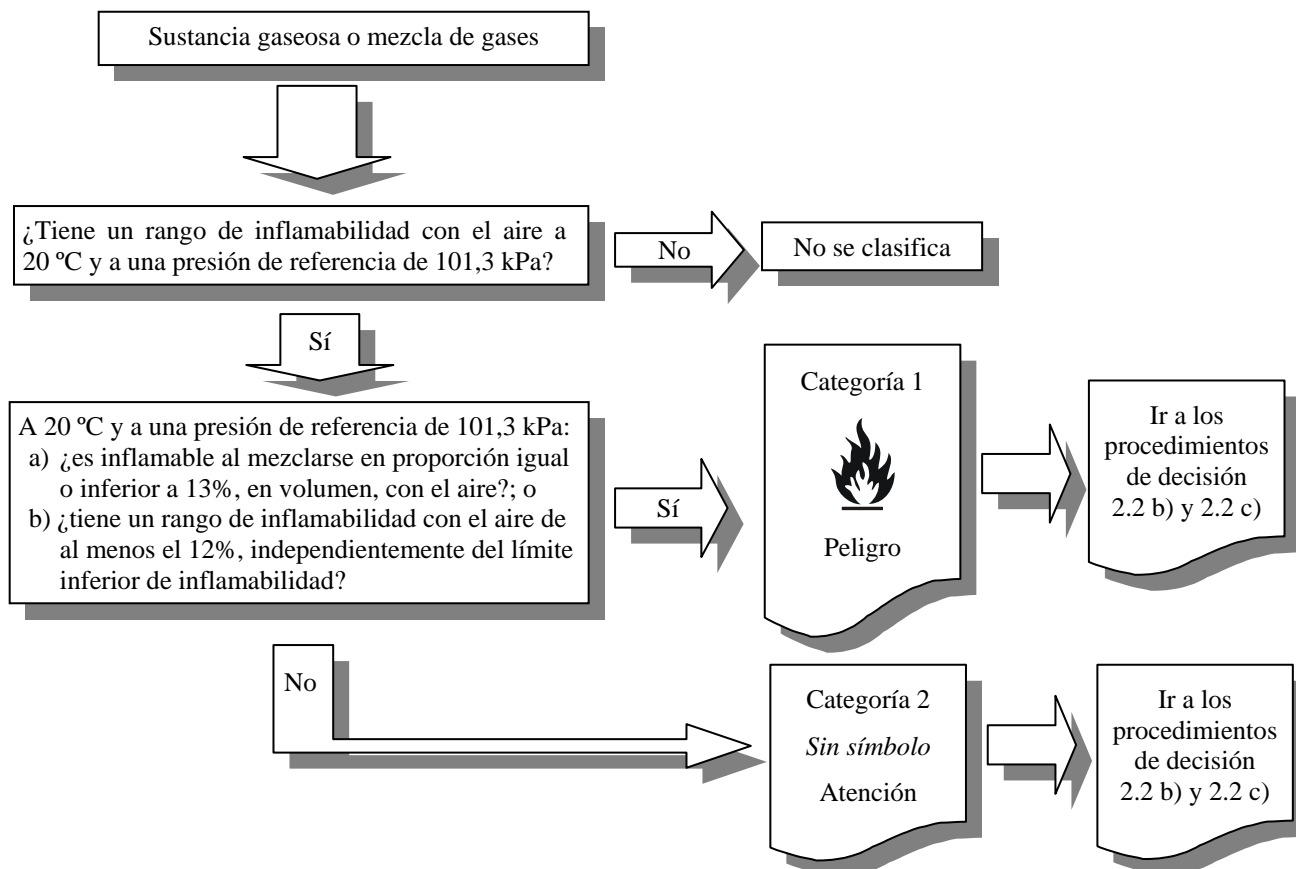 Sustancia gaseosa o mezcla de gases
¿Tiene un rango de inflamabilidad con el aire a
20 ºC y a una presión de referencia de 101,3 kPa?
No
No se clasifica
Sí
A 20 ºC y a una presión de referencia de 101,3 kPa:
a) ¿es inflamable al mezclarse en proporción igual
o inferior a 13%, en volumen, con el aire?; o
b) ¿tiene un rango de inflamabilidad con el aire de
al menos el 12%, independientemente del límite
inferior de inflamabilidad?
Sí
Categoría 1
Peligro
Ir a los
procedimientos
de decisión
2.2 b) y 2.2 c)
No
Categoría 2
Sin símbolo
Atención
Ir a los
procedimientos
de decisión
2.2 b) y 2.2 c)